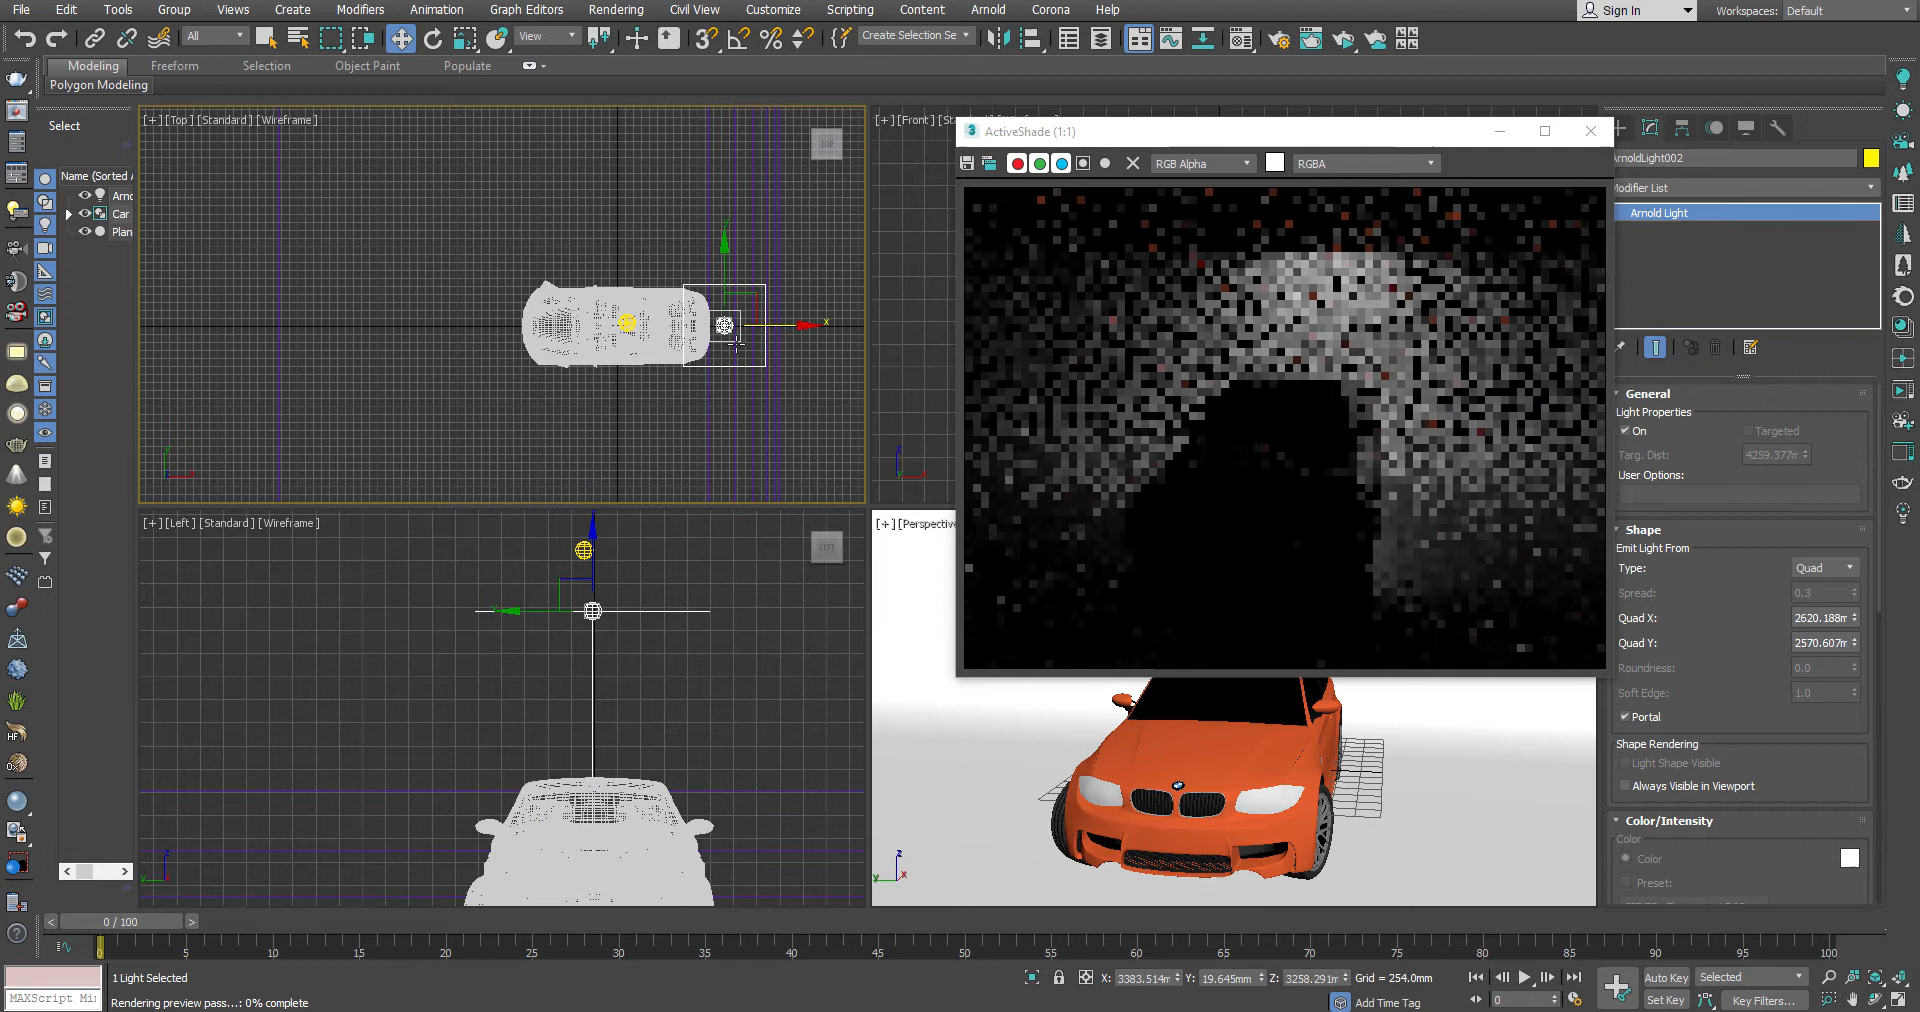 File Edit Tools Group Views Create Modifiers Animation Graph Editors Rendering Civil View Customize Scripting Content Arnold Corona Help
Sign In
Workspaces: Default
All
View
Create Selection Se
Modeling Freeform Selection Object Paint Populate
Polygon Modeling
Select
Name (Sorted A
Arno
Car
Plan
[+] [Top] [Standard] [Wireframe]
TOP
y
x
[+] [Front] [Sta
[+] [Left] [Standard] [Wireframe]
LEFT
[+] [Perspective
ActiveShade (1:1)
RGB Alpha
RGBA
ArnoldLight002
Modifier List
Arnold Light
General
Light Properties
On
Targeted
Targ. Dist: 4259.377m
User Options:
Shape
Emit Light From
Type: Quad
Spread: 0.3
Quad X: 2620.188m
Quad Y: 2570.607m
Roundness: 0.0
Soft Edge: 1.0
Portal
Shape Rendering
Light Shape Visible
Always Visible in Viewport
Color/Intensity
Color
Color
Preset:
0 / 100
0 5 10 15 20 25 30 35 40 45 50 55 60 65 70 75 80 85 90 95 100
1 Light Selected
MAXScript Mi
Rendering preview pass...: 0% complete
X: 3383.514m Y: 19.645mm Z: 3258.291m Grid = 254.0mm
Add Time Tag
0
Auto Key Selected
Set Key Key Filters...